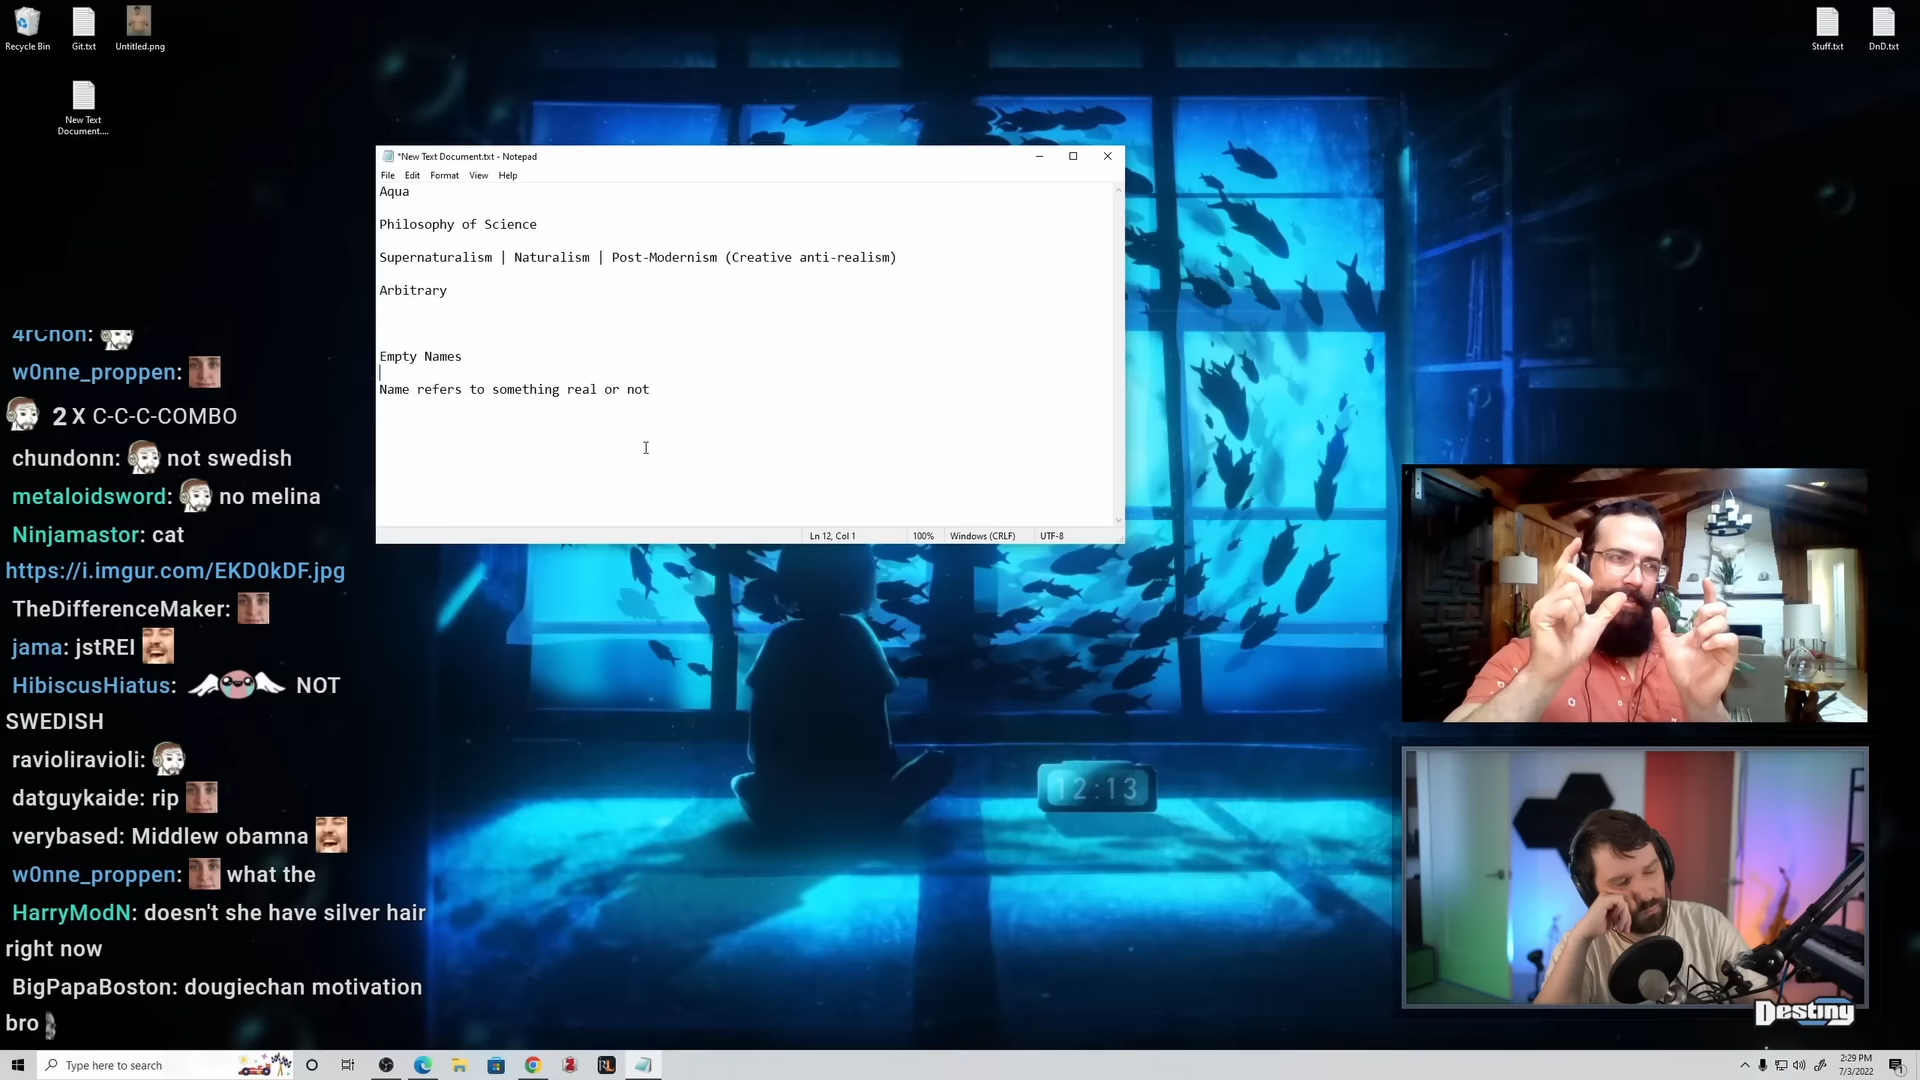 Recycle Bin
Git.txt
Untitled.png
New Text
Document....
Stuff.txt
DnD.txt
*New Text Document.txt - Notepad
File Edit Format View Help
Aqua
Philosophy of Science
Supernaturalism | Naturalism | Post-Modernism (Creative anti-realism)
Arbitrary
Empty Names
Name refers to something real or not
Ln 12, Col 1
100%
Windows (CRLF)
UTF-8
4rChon:
w0nne_proppen:
2 X C-C-C-COMBO
chundonn: not swedish
metaloidsword: no melina
Ninjamastor: cat
https://i.imgur.com/EKD0kDF.jpg
TheDifferenceMaker:
jama: jstREI
HibiscusHiatus: NOT
SWEDISH
ravioliravioli:
datguykaide: rip
verybased: Middlew obamna
w0nne_proppen: what the
HarryModN: doesn't she have silver hair
right now
BigPapaBoston: dougiechan motivation
bro
12:13
Destiny
Type here to search
2:29 PM
7/3/2022